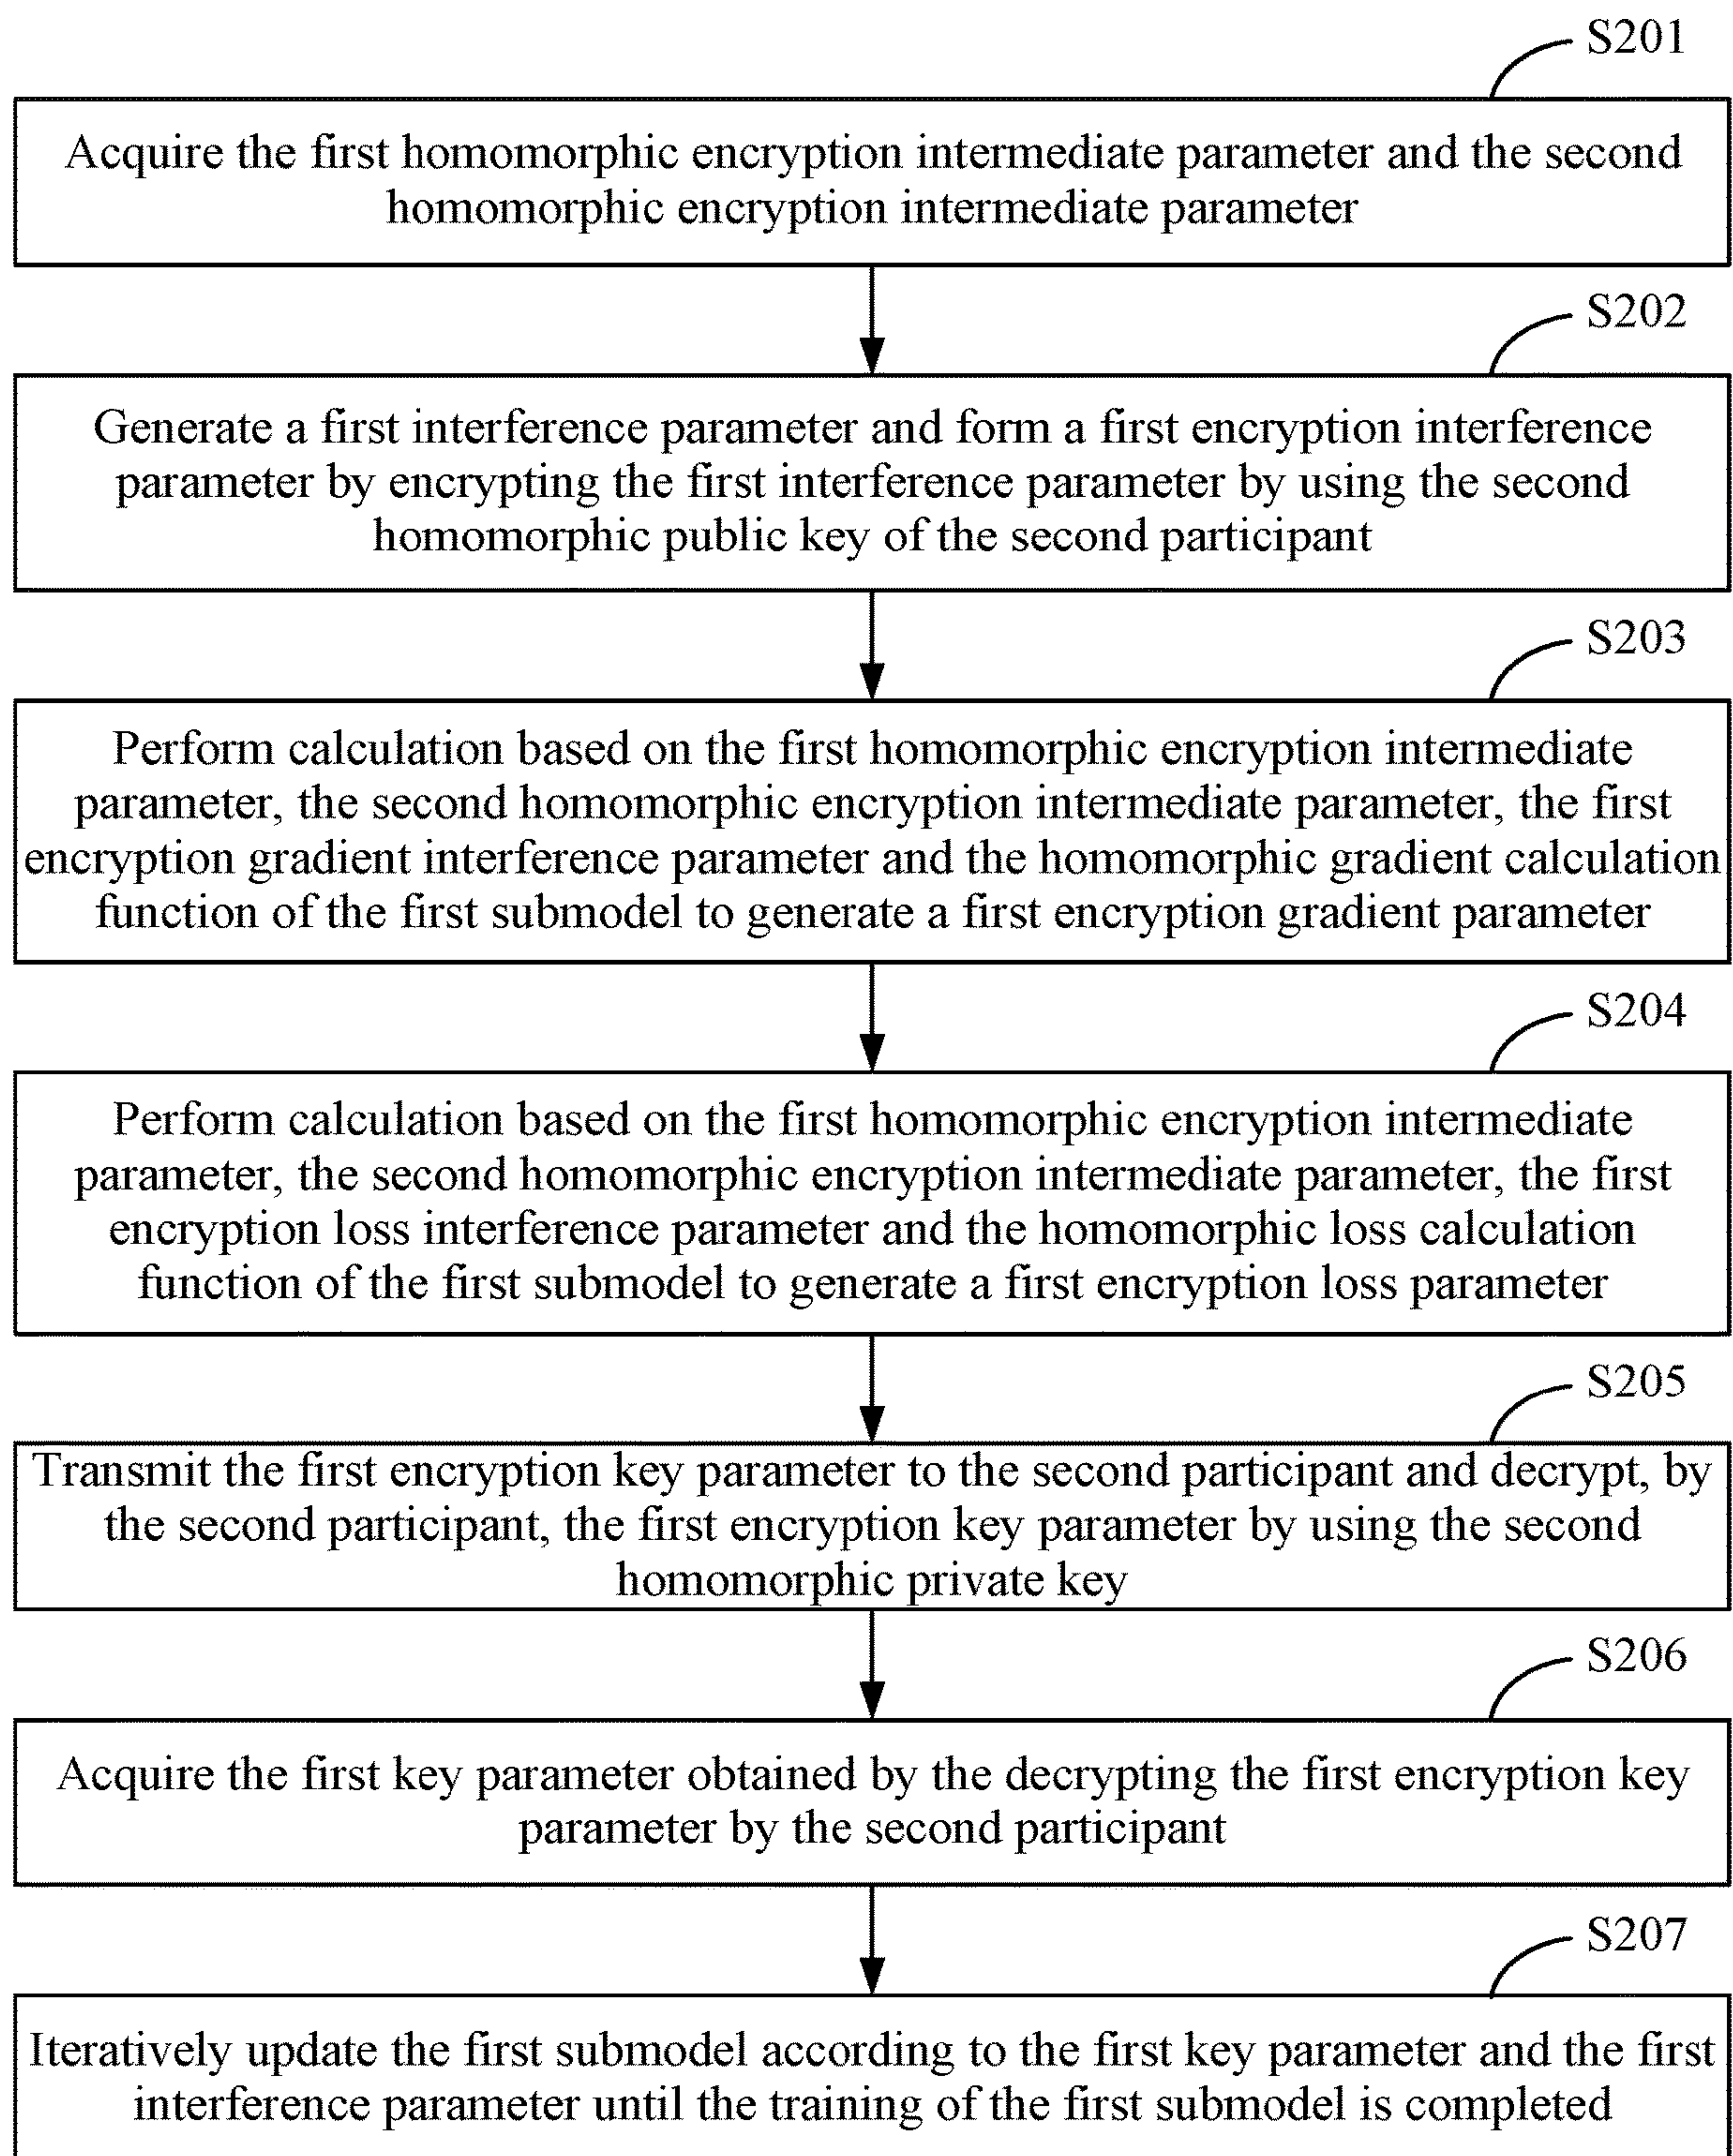 S201
Acquire the first homomorphic encryption intermediate parameter and the second
homomorphic encryption intermediate parameter
S202
Generate a first interference parameter and form a first encryption interference
parameter by encrypting the first interference parameter by using the second
homomorphic public key of the second participant
S203
Perform calculation based on the first homomorphic encryption intermediate
parameter, the second homomorphic encryption intermediate parameter, the first
encryption gradient interference parameter and the homomorphic gradient calculation
function of the first submodel to generate a first encryption gradient parameter
S204
Perform calculation based on the first homomorphic encryption intermediate
parameter, the second homomorphic encryption intermediate parameter, the first
encryption loss interference parameter and the homomorphic loss calculation
function of the first submodel to generate a first encryption loss parameter
S205
Transmit the first encryption key parameter to the second participant and decrypt, by
the second participant, the first encryption key parameter by using the second
homomorphic private key
S206
Acquire the first key parameter obtained by the decrypting the first encryption key
parameter by the second participant
S207
Iteratively update the first submodel according to the first key parameter and the first
interference parameter until the training of the first submodel is completed